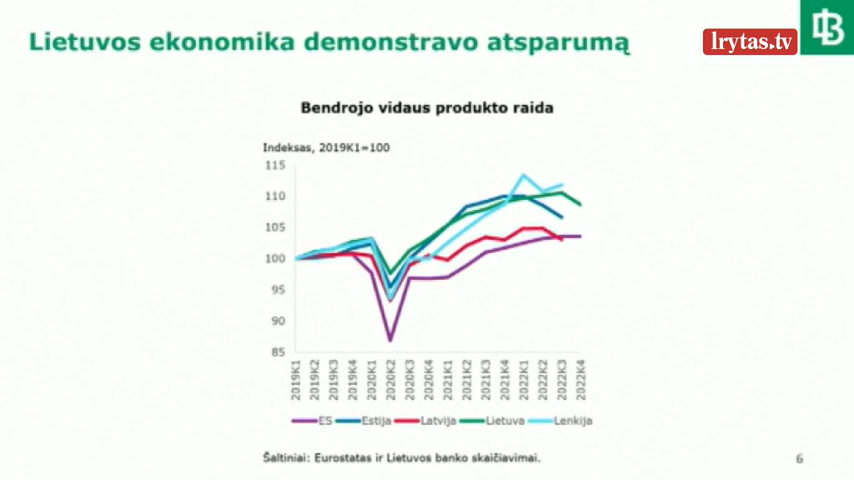 Lietuvos ekonomika demonstravo atsparumą
lrytas.tv
Bendrojo vidaus produkto raida
Indeksas, 2019K1=100
115
110
105
100
95
90
85
2019K1
2019K2
2019K3
2019K4
2020K1
2020K2
2020K3
2020K4
2021K1
2021K2
2021K3
2021K4
2022K1
2022K2
2022K3
2022K4
ES Estija Latvija Lietuva Lenkija
Šaltiniai: Eurostatas ir Lietuvos banko skaičiavimai.
6